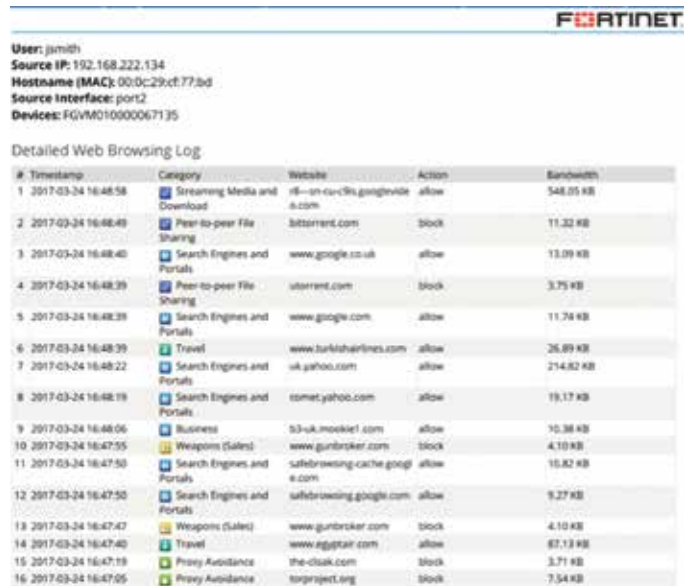 FORTINET
User: jsmith
Source IP: 192.168.222.134
Hostname (MAC): 00:0c:29:cf:77:bd
Source Interface: port2
Devices: FGVM010000067135
Detailed Web Browsing Log
# Timestamp Category Website Action Bandwidth
1 2017-03-24 16:48:58 Streaming Media and allow 548.05 KB
Download o.com
2 2017-03-24 16:48:49 Peer-to-peer File bittorrent.com block 11.32 KB
Sharing
3 2017-03-24 16:48:40 Search Engines and www.google.co.uk allow 13.09 KB
Portals
4 2017-03-24 16:48:39 Peer-to-peer File utorrent.com block 3.75 KB
Sharing
5 2017-03-24 16:48:39 Search Engines and www.google.com allow 11.74 KB
Portals
6 2017-03-24 16:48:39 Travel www.turkishairlines.com allow 26.89 KB
7 2017-03-24 16:48:22 Search Engines and uk.yahoo.com allow 214.82 KB
Portals
8 2017-03-24 16:48:19 Search Engines and comet.yahoo.com allow 19.17 KB
Portals
9 2017-03-24 16:48:06 Business b3-uk.mookie1.com allow 10.38 KB
10 2017-03-24 16:47:55 Weapons (Sales) www.gunbroker.com block 4.10 KB
11 2017-03-24 16:47:50 Search Engines and safebrowsing-cache.googl allow 10.82 KB
Portals e.com
12 2017-03-24 16:47:50 Search Engines and safebrowsing.google.com allow 9.27 KB
Portals
13 2017-03-24 16:47:47 Weapons (Sales) www.gunbroker.com block 4.10 KB
14 2017-03-24 16:47:40 Travel www.egyptair.com allow 87.13 KB
15 2017-03-24 16:47:19 Proxy Avoidance the-cloak.com block 3.71 KB
16 2017-03-24 16:47:05 Proxy Avoidance torproject.org block 7.54 KB